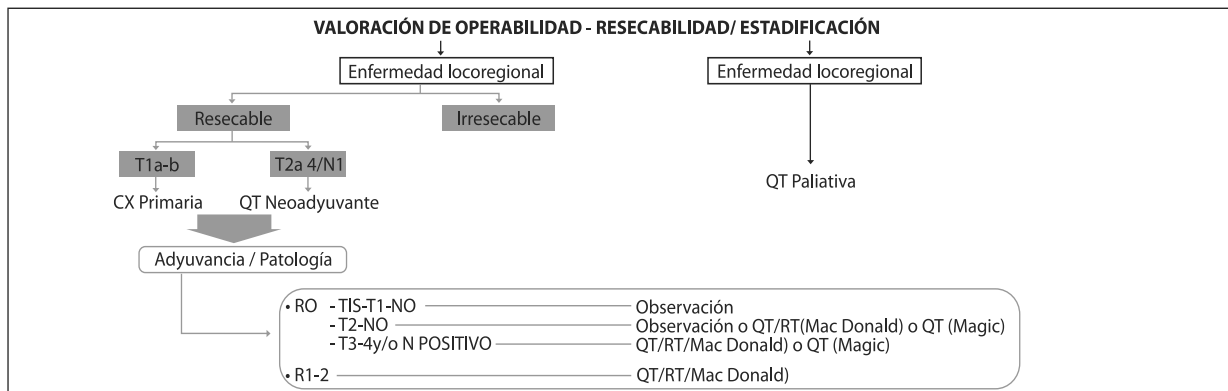 VALORACIÓN DE OPERABILIDAD - RESECABILIDAD/ ESTADIFICACIÓN
Enfermedad locoregional
Enfermedad locoregional
Resecable
Irresecable
T1a-b
T2a 4/N1
CX Primaria
QT Neoadyuvante
QT Paliativa
Adyuvancia / Patología
• RO - TIS-T1-NO Observación
- T2-NO Observación o QT/RT(Mac Donald) o QT (Magic)
- T3-4y/o N POSITIVO QT/RT/Mac Donald) o QT (Magic)
• R1-2 QT/RT/Mac Donald)